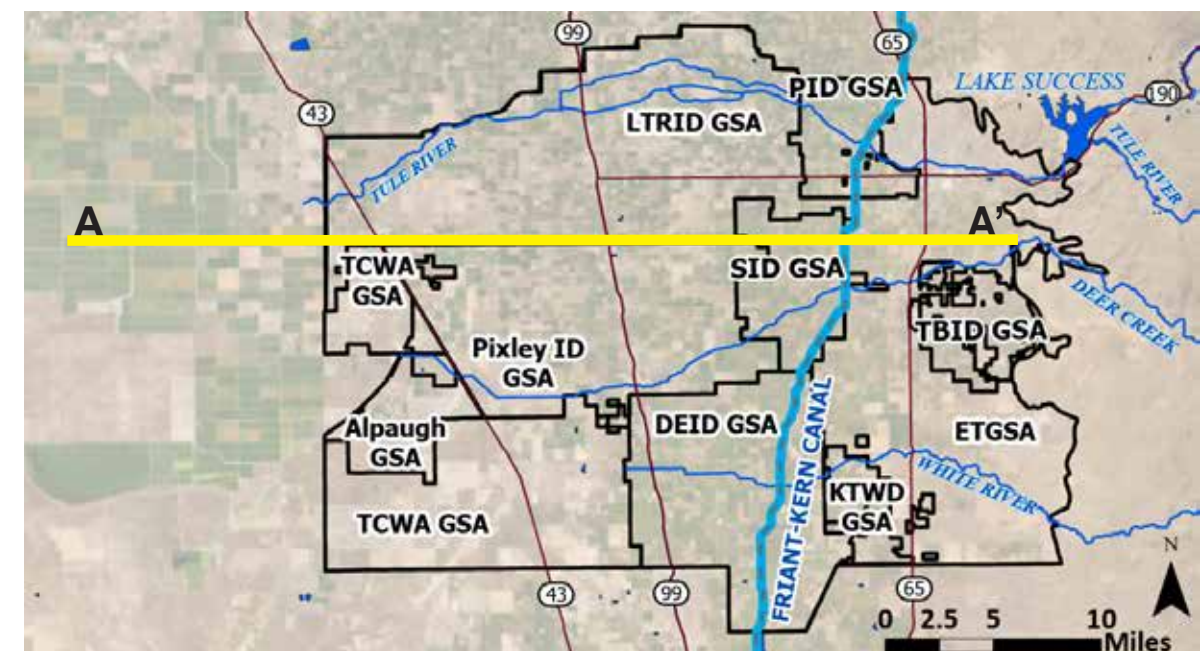 99
65
PID GSA
LAKE SUCCESS
190
43
LTRID GSA
TULE RIVER
TULE RIVER
A
A’
TCWA
GSA
SID GSA
DEER CREEK
TBID GSA
Pixley ID
GSA
Alpaugh
GSA
DEID GSA
ETGSA
FRIANT-KERN CANAL
WHITE RIVER
KTWD
GSA
TCWA GSA
N
43
99
65
0 2.5 5 10
Miles